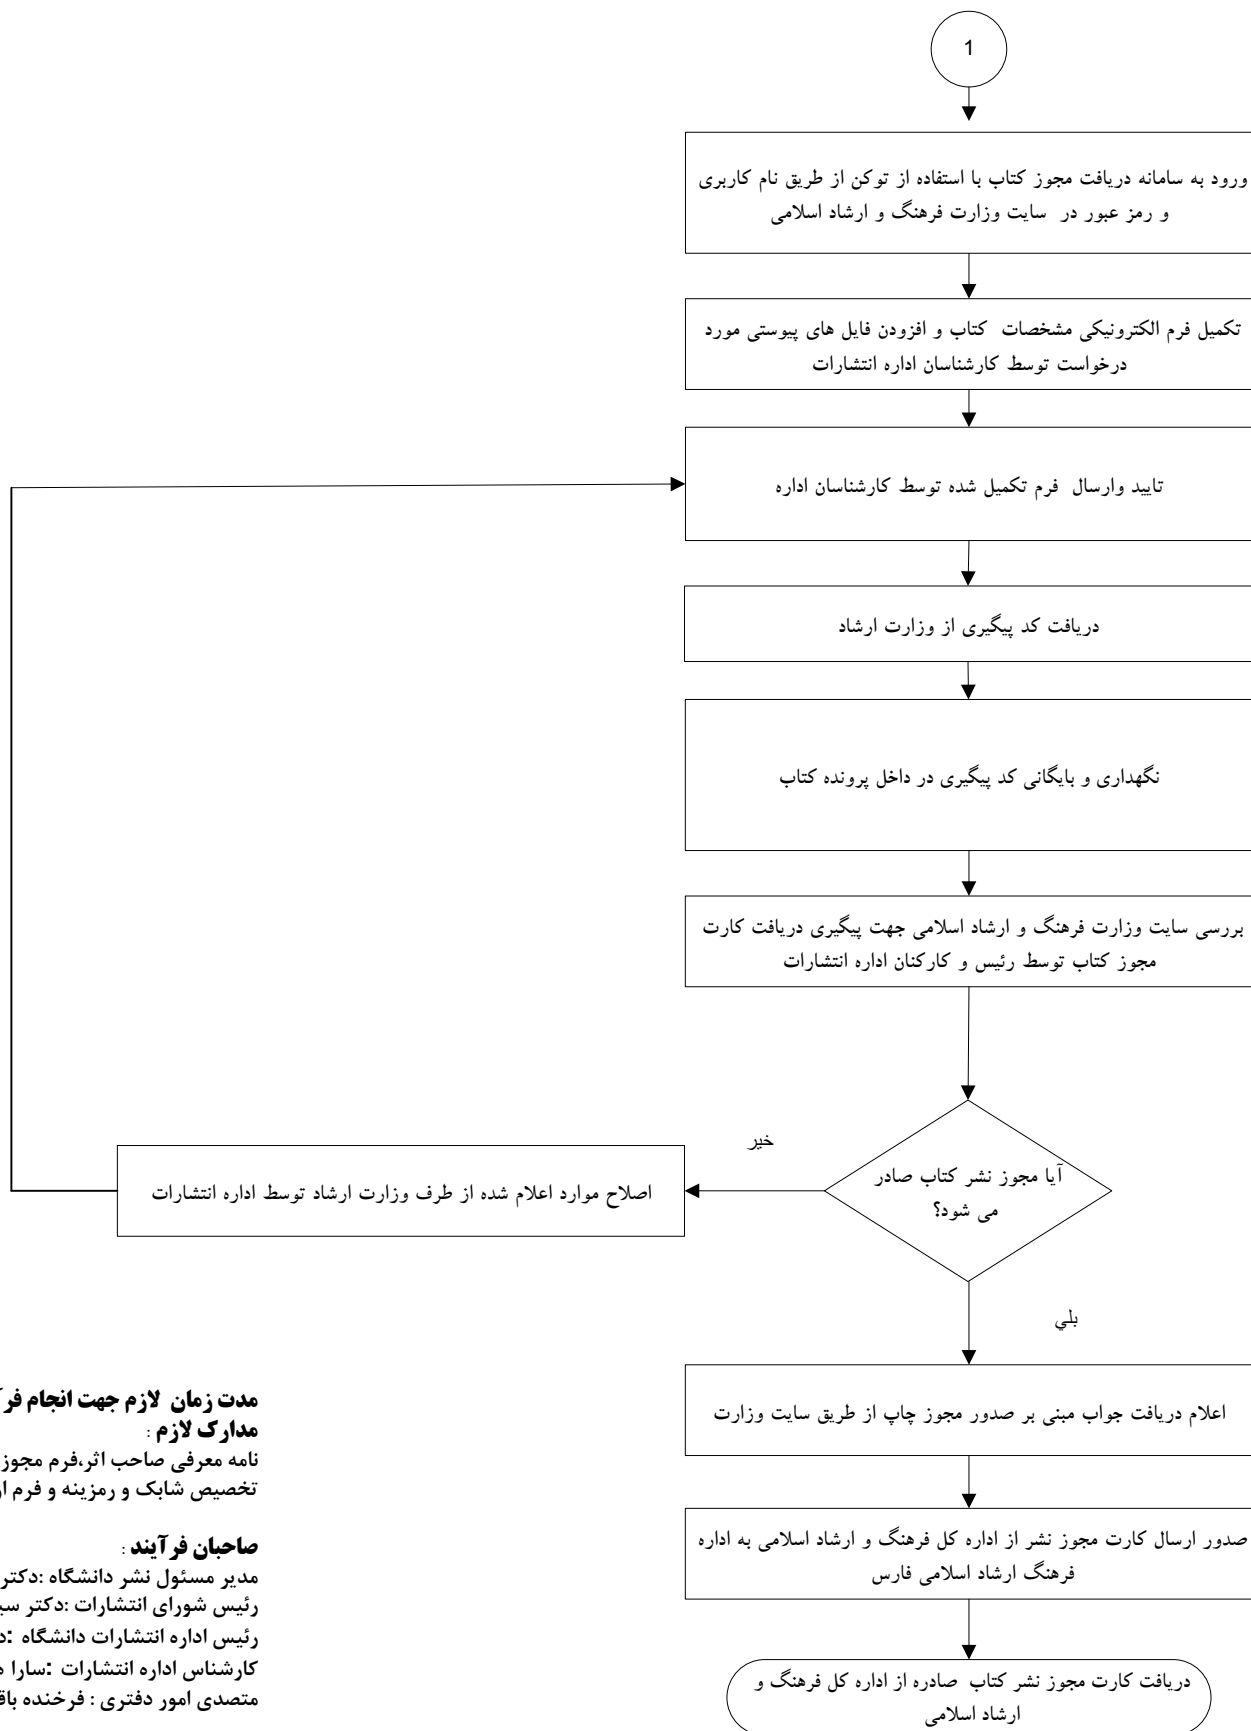 1
ورود به سامانه دریافت مجوز کتاب با استفاده از توکن از طریق نام کاربری
و رمز عبور در سایت وزارت فرهنگ و ارشاد اسلامی
تکمیل فرم الکترونیکی مشخصات کتاب و افزودن فایل های پیوستی مورد
درخواست توسط کارشناسان اداره انتشارات
تایید وارسال فرم تکمیل شده توسط کارشناسان اداره
دریافت کد پیگیری از وزارت ارشاد
نگهداری و بایگانی کد پیگیری در داخل پرونده کتاب
بررسی سایت وزارت فرهنگ و ارشاد اسلامی جهت پیگیری دریافت کارت
مجوز کتاب توسط رئیس و کارکنان اداره انتشارات
آیا مجوز نشر کتاب صادر
می شود؟
خیر
اصلاح موارد اعلام شده از طرف وزارت ارشاد توسط اداره انتشارات
بلي
اعلام دریافت جواب مبنی بر صدور مجوز چاپ از طریق سایت وزارت
صدور ارسال کارت مجوز نشر از اداره کل فرهنگ و ارشاد اسلامی به اداره
فرهنگ ارشاد اسلامی فارس
دریافت کارت مجوز نشر کتاب صادره از اداره کل فرهنگ و
ارشاد اسلامی
مدت زمان لازم جهت انجام
مدارک لازم :
نامه معرفی صاحب اثر،فرم مجوز
تخصیص شابک و رمزینه و فرم
صاحبان فرآیند :
مدیر مسئول نشر دانشگاه :دکتر
رئیس شورای انتشارات :دکتر
رئیس اداره انتشارات دانشگاه :
کارشناس اداره انتشارات :سارا
متصدی امور دفتری : فرخنده